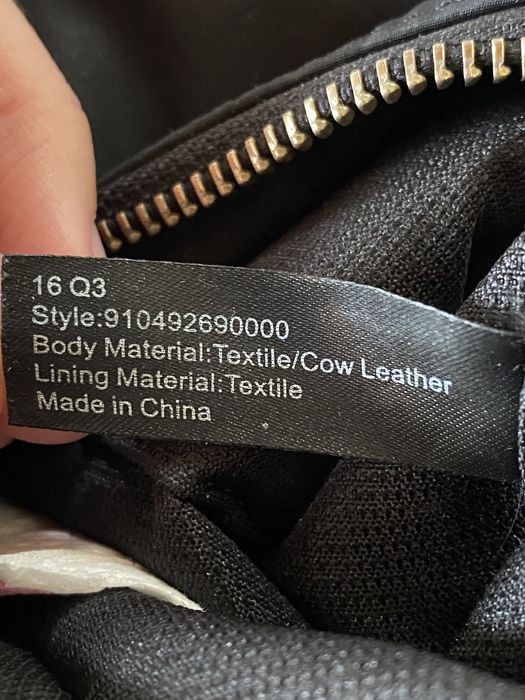 16 Q3
Style:910492690000
Body Material:Textile/Cow Leather
Lining Material:Textile
Made in China